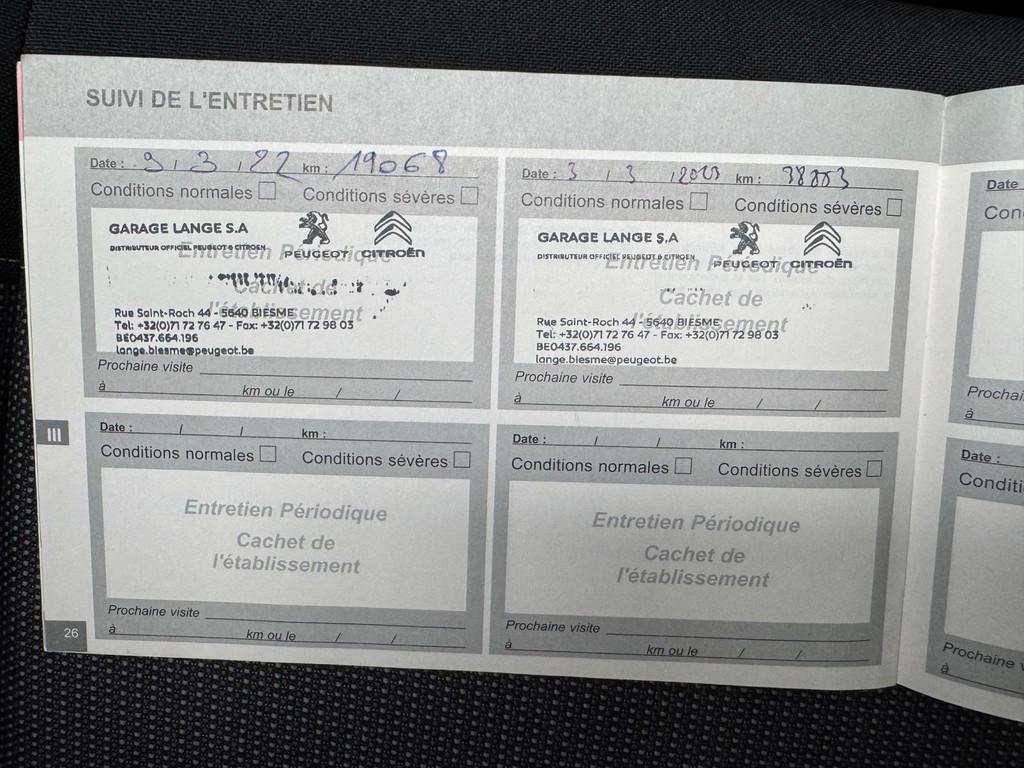 SUIVI DE L'ENTRETIEN
Date : 9 / 3 / 22 km : 19068
Conditions normales Conditions sévères
GARAGE LANGE S.A
DISTRIBUTEUR OFFICIEL PEUGEOT & CITROEN
PEUGEOT CITROËN
Entretien Périodique
Cachet de
l'établissement
Rue Saint-Roch 44 - 5640 BIESME
Tel: +32(0)71 72 76 47 - Fax: +32(0)71 72 98 03
BE0437.664.196
lange.biesme@peugeot.be
Prochaine visite
à km ou le / /
Date : 3 / 3 / 2023 km :
Conditions normales Conditions sévères
GARAGE LANGE S.A
DISTRIBUTEUR OFFICIEL PEUGEOT & CITROEN
PEUGEOT CITROËN
Entretien Périodique
Cachet de
l'établissement
Rue Saint-Roch 44 - 5640 BIESME
Tel: +32(0)71 72 76 47 - Fax: +32(0)71 72 98 03
BE0437.664.196
lange.biesme@peugeot.be
Prochaine visite
à km ou le / /
III
Date : / / km :
Conditions normales Conditions sévères
Entretien Périodique
Cachet de
l'établissement
Prochaine visite
à km ou le / /
Date : / / km :
Conditions normales Conditions sévères
Entretien Périodique
Cachet de
l'établissement
Prochaine visite
à km ou le / /
26
Date
à
Date :
Prochaine
à